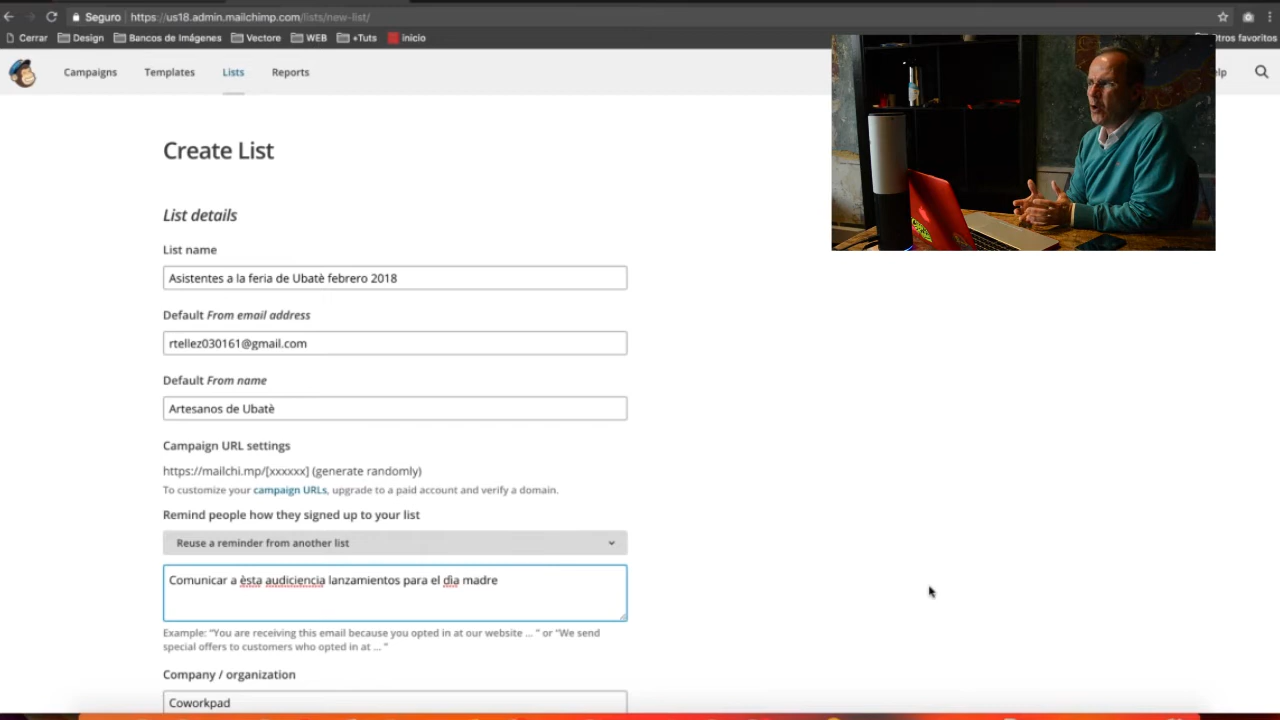 Seguro https://us18.admin.mailchimp.com/lists/new-list/
Cerrar Design Bancos de Imágenes Vectore WEB +Tuts Inicio Otros favoritos
Campaigns Templates Lists Reports
Create List
List details
List name
Asistentes a la feria de Ubatè febrero 2018
Default From email address
rtellez030161@gmail.com
Default From name
Artesanos de Ubatè
Campaign URL settings
https://mailchi.mp/[xxxxxx] (generate randomly)
To customize your campaign URLs, upgrade to a paid account and verify a domain.
Remind people how they signed up to your list
Reuse a reminder from another list
Comunicar a èsta audiciencia lanzamientos para el dìa madre
Example: “You are receiving this email because you opted in at our website ... ” or “We send
special offers to customers who opted in at ... ”
Company / organization
Coworkpad